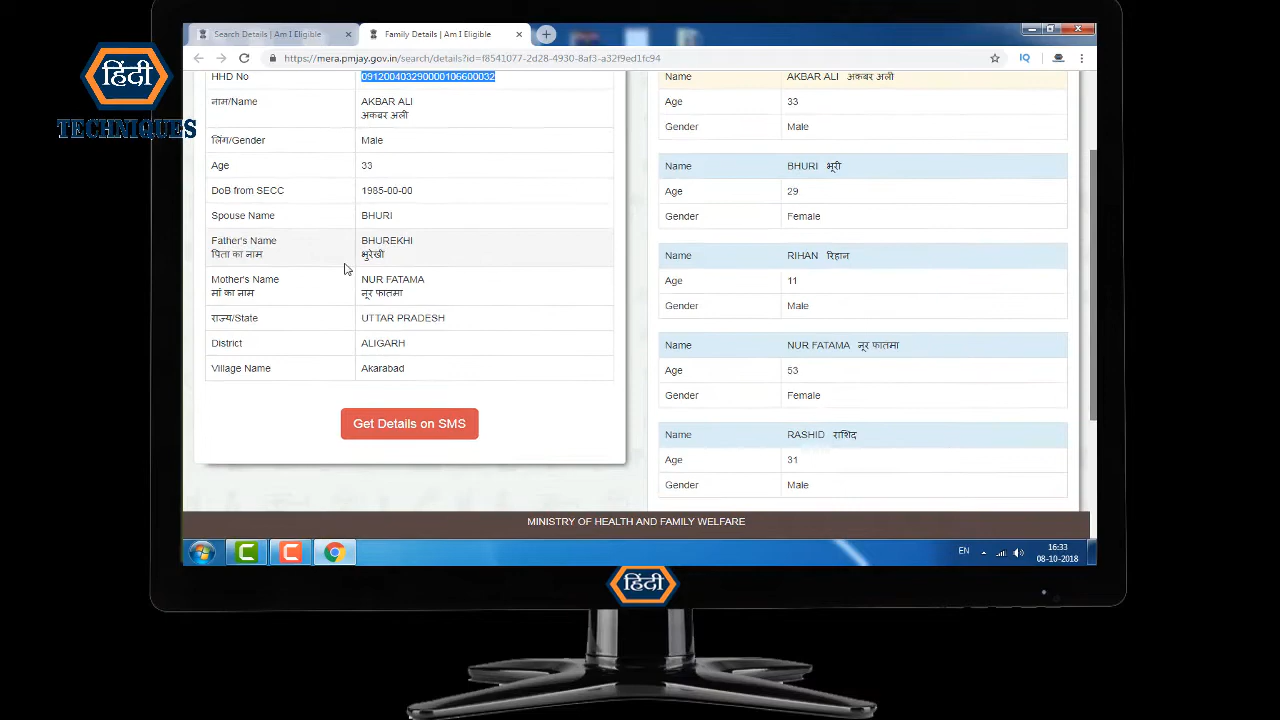 हिंदी
TECHNIQUES
Search Details | Am I Eligible
Family Details | Am I Eligible
https://mera.pmjay.gov.in/search/details?id=f8541077-2d28-4930-8af3-a32f9ed1fc94
HHD No 091200403290000106600032
नाम/Name AKBAR ALI
अकबर अली
लिंग/Gender Male
Age 33
DoB from SECC 1985-00-00
Spouse Name BHURI
Father's Name BHUREKHI
पिता का नाम भुरेखी
Mother's Name NUR FATAMA
माँ का नाम नूर फातमा
राज्य/State UTTAR PRADESH
District ALIGARH
Village Name Akarabad
Get Details on SMS
Name AKBAR ALI अकबर अली
Age 33
Gender Male
Name BHURI भूरी
Age 29
Gender Female
Name RIHAN रिहान
Age 11
Gender Male
Name NUR FATAMA नूर फातमा
Age 53
Gender Female
Name RASHID राशिद
Age 31
Gender Male
MINISTRY OF HEALTH AND FAMILY WELFARE
EN
16:33
08-10-2018
हिंदी